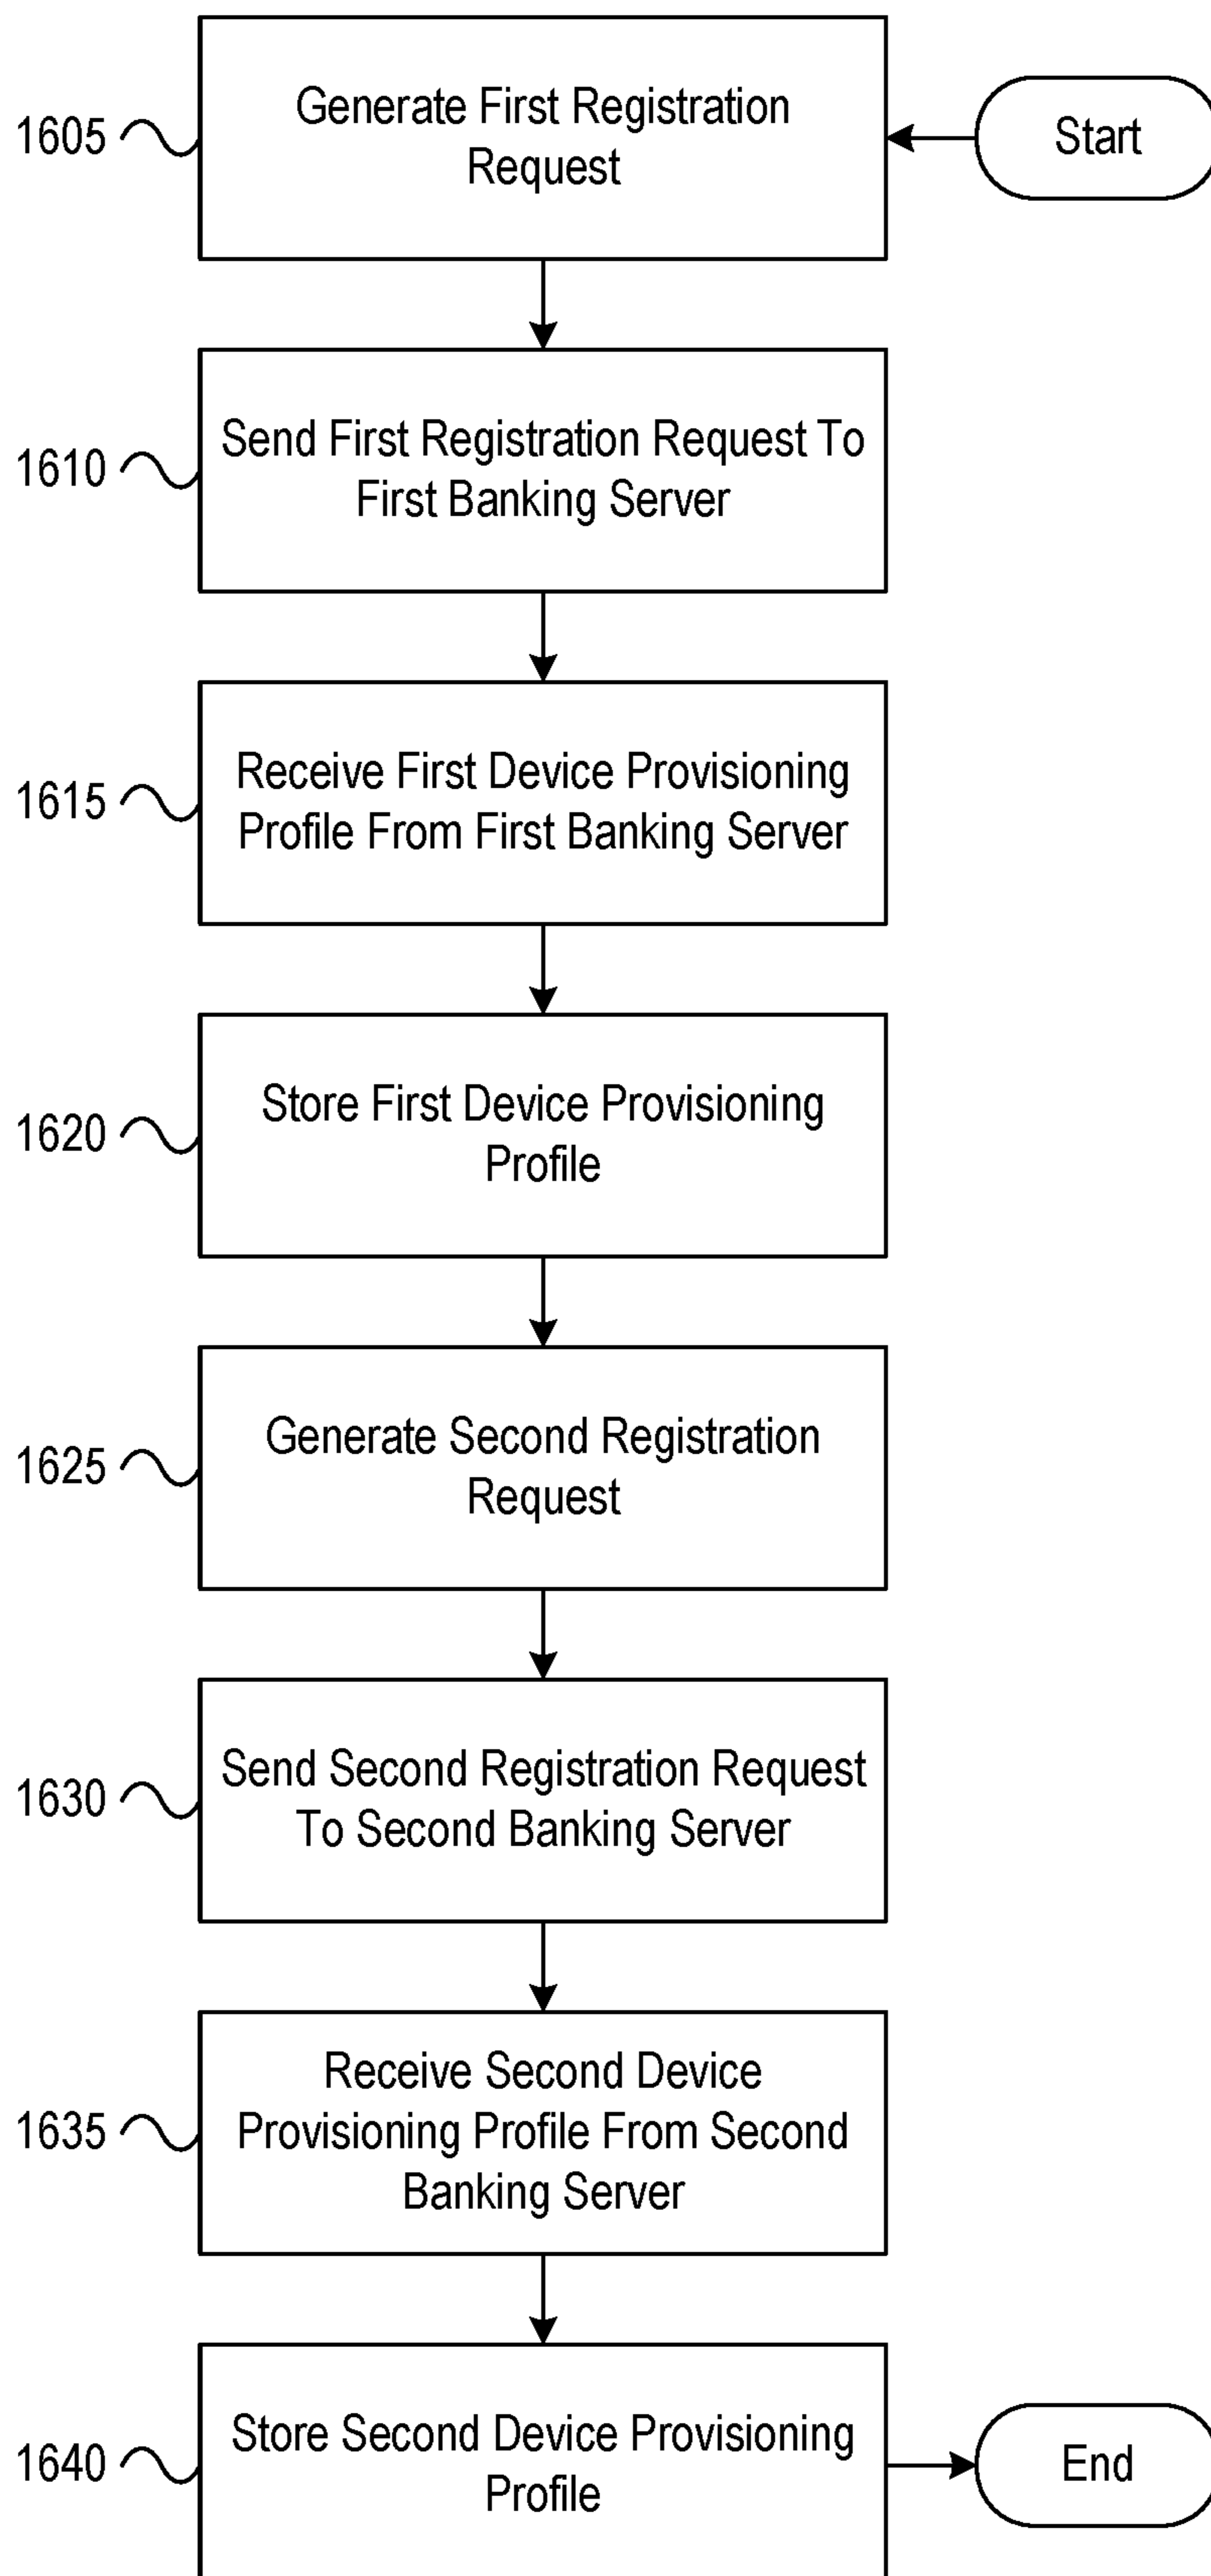 Start
1605
Generate First Registration
Request
1610
Send First Registration Request To
First Banking Server
1615
Receive First Device Provisioning
Profile From First Banking Server
1620
Store First Device Provisioning
Profile
1625
Generate Second Registration
Request
1630
Send Second Registration Request
To Second Banking Server
1635
Receive Second Device
Provisioning Profile From Second
Banking Server
1640
Store Second Device Provisioning
Profile
End